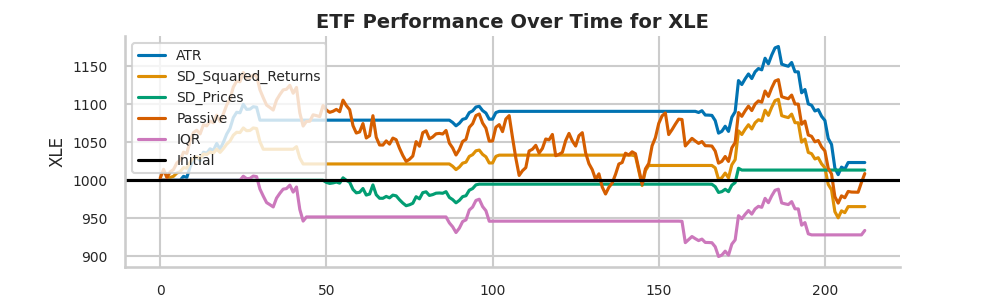 ETF Performance Over Time for XLE
XLE
1150
1100
1050
1000
950
900
ATR
SD_Squared_Returns
SD_Prices
Passive
IQR
Initial
0
50
100
150
200